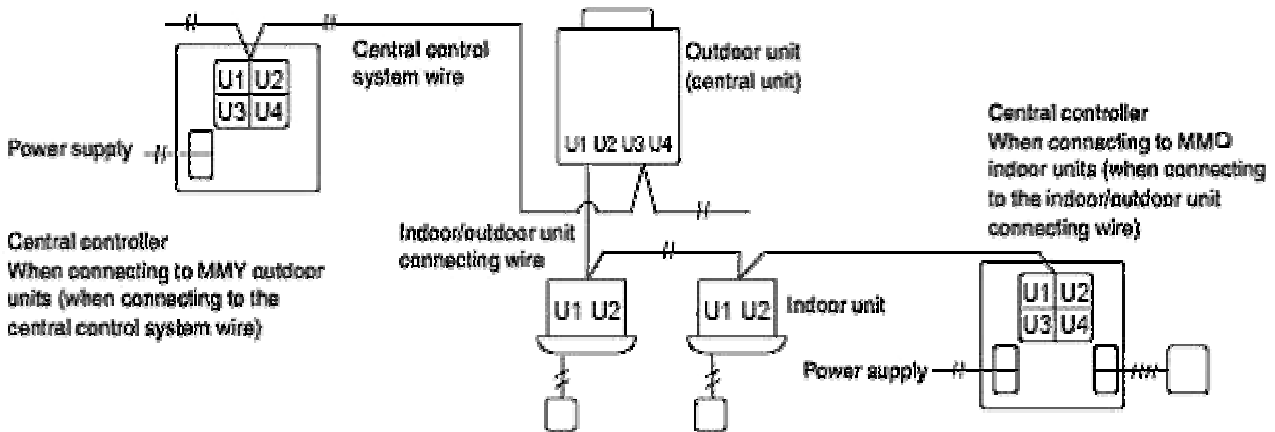 U1 U2
U3 U4
Power supply
Central control
system wire
Outdoor unit
(central unit)
U1 U2 U3 U4
Central controller
When connecting to MMD
indoor units (when connecting
to the indoor/outdoor unit
connecting wire)
Central controller
When connecting to MMY outdoor
units (when connecting to the
central control system wire)
Indoor/outdoor unit
connecting wire
U1 U2
U1 U2
Indoor unit
U1 U2
U3 U4
Power supply